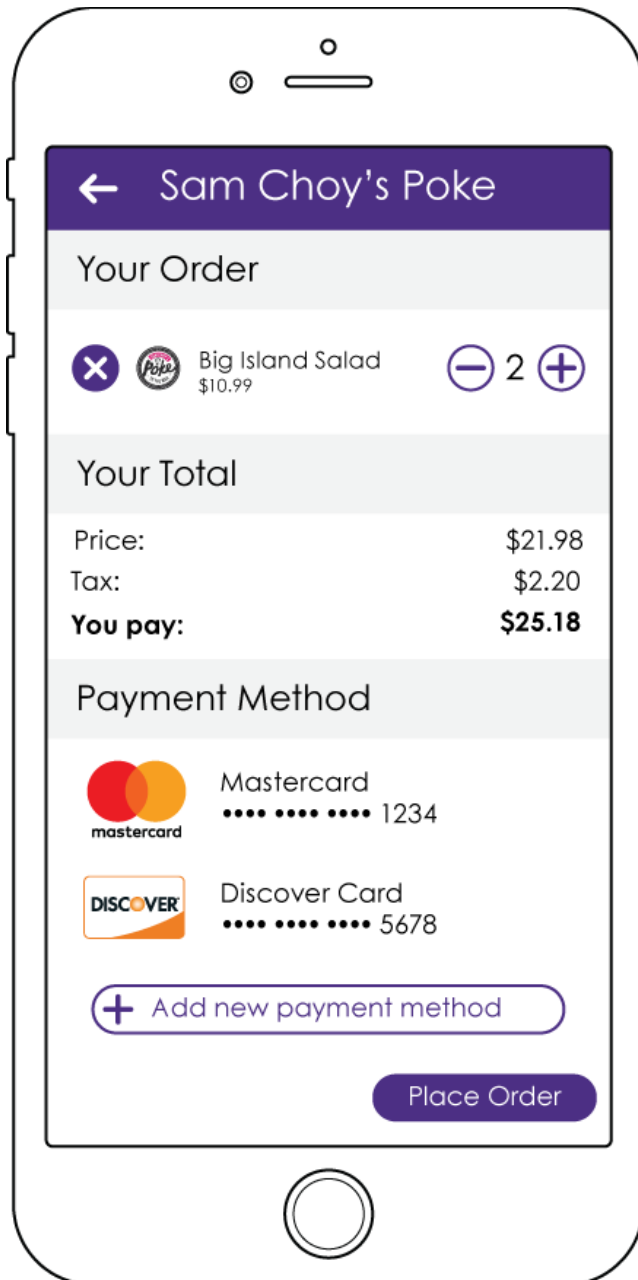 Sam Choy's Poke
Your Order
Poke
Big Island Salad
$10.99
2
Your Total
Price: $21.98
Tax: $2.20
You pay: $25.18
Payment Method
mastercard
Mastercard
•••• •••• •••• 1234
DISCOVER
Discover Card
•••• •••• •••• 5678
Add new payment method
Place Order